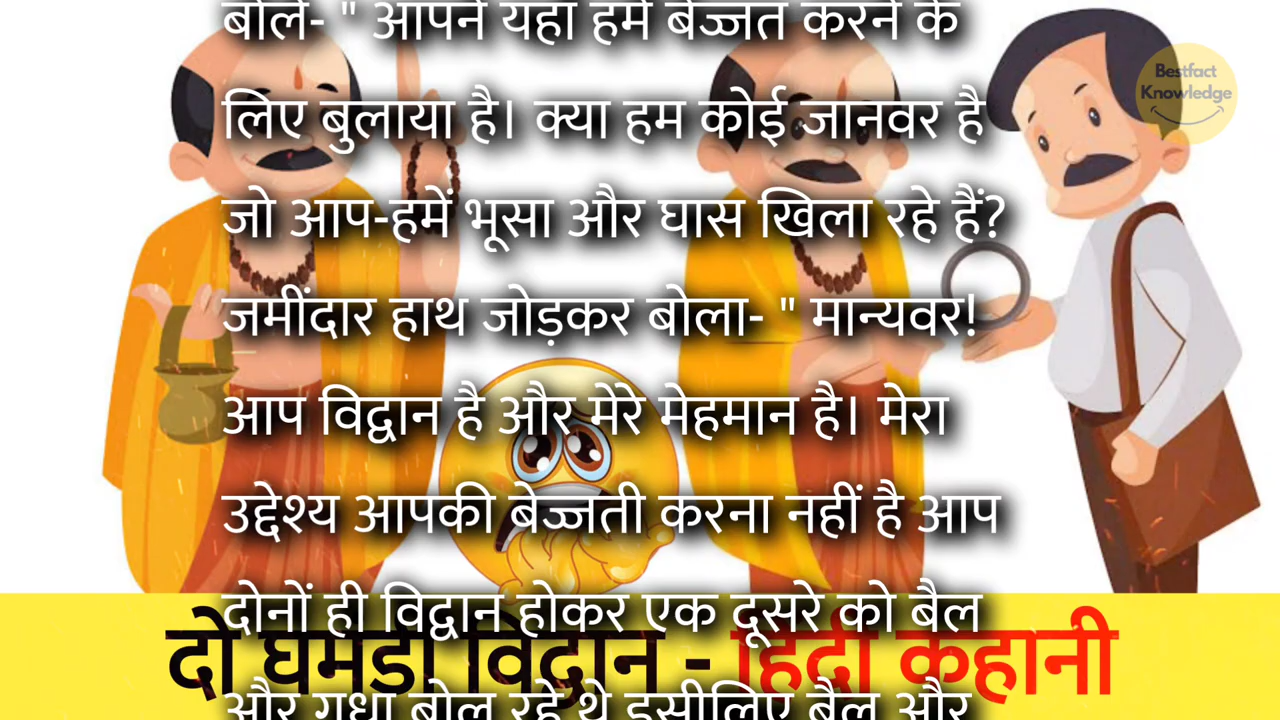 बोले- " आपने यहाँ हमें बेज्जत करने के
लिए बुलाया है। क्या हम कोई जानवर है
जो आप-हमें भूसा और घास खिला रहे हैं?
जमींदार हाथ जोड़कर बोला- " मान्यवर!
आप विद्वान है और मेरे मेहमान है। मेरा
उद्देश्य आपकी बेज्जती करना नहीं है आप
दोनों ही विद्वान होकर एक दूसरे को बैल
और गधा बोल रहे थे इसीलिए बैल और
दो घमंडी विद्वान - हिंदी कहानी
Bestfact
Knowledge